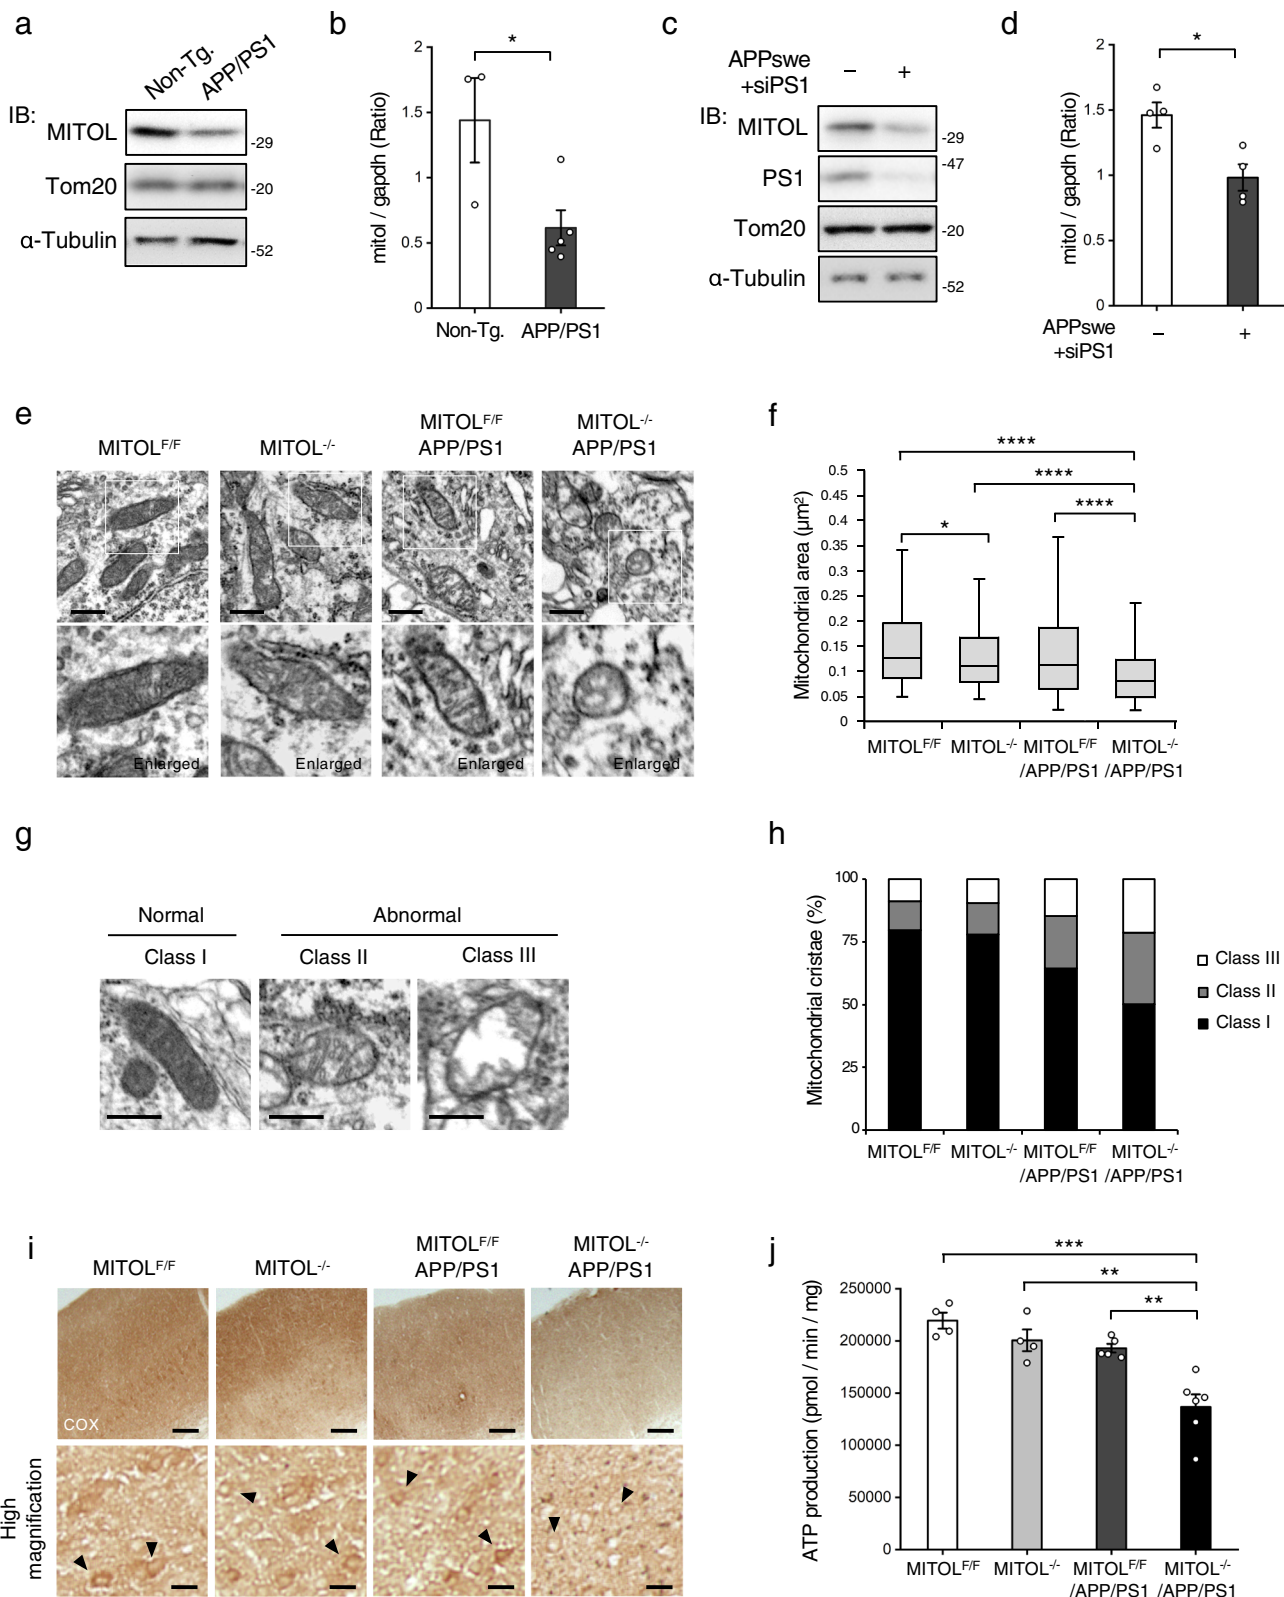 a
Non-Tg.
APP/PS1
IB:
MITOL
-29
Tom20
-20
α-Tubulin
-52
b
*
mitol / gapdh (Ratio)
2
1.5
1
0.5
0
Non-Tg. APP/PS1
c
APPswe
+siPS1
− +
IB:
MITOL
-29
-47
PS1
Tom20
-20
α-Tubulin
-52
d
*
mitol / gapdh (Ratio)
2
1.5
1
0.5
0
APPswe
+siPS1
− +
e
MITOL^F/F
MITOL^-/-
MITOL^F/F
APP/PS1
MITOL^-/-
APP/PS1
Enlarged Enlarged Enlarged Enlarged
f
****
****
****
*
Mitochondrial area (μm²)
0.5
0.45
0.4
0.35
0.3
0.25
0.2
0.15
0.1
0.05
0
MITOL^F/F MITOL^-/- MITOL^F/F MITOL^-/-
/APP/PS1 /APP/PS1
g
Normal Abnormal
Class I Class II Class III
h
Mitochondrial cristae (%)
100
75
50
25
0
Class III
Class II
Class I
MITOL^F/F MITOL^-/- MITOL^F/F MITOL^-/-
/APP/PS1 /APP/PS1
i
MITOL^F/F
MITOL^-/-
MITOL^F/F
APP/PS1
MITOL^-/-
APP/PS1
COX
High
magnification
j
***
**
**
ATP production (pmol / min / mg)
250000
200000
150000
100000
50000
0
MITOL^F/F MITOL^-/- MITOL^F/F MITOL^-/-
/APP/PS1 /APP/PS1